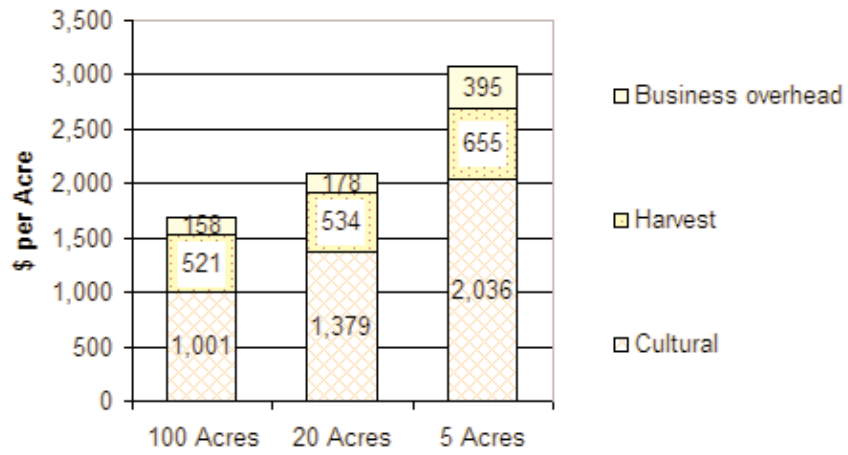 3,500
3,000
2,500
2,000
1,500
1,000
500
0
$ per Acre
158
521
1,001
178
534
1,379
395
655
2,036
100 Acres
20 Acres
5 Acres
Business overhead
Harvest
Cultural